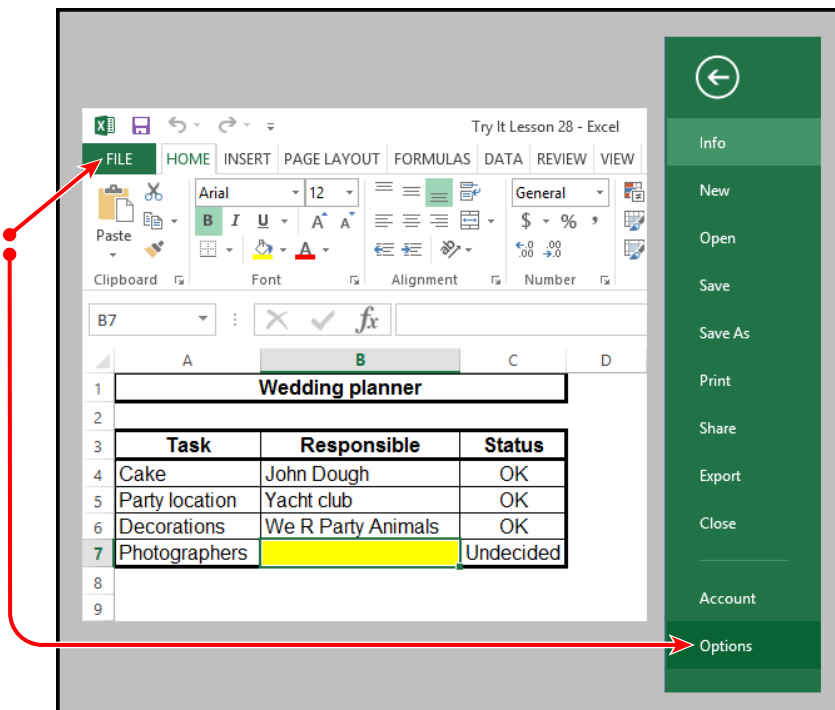 Try It Lesson 28 - Excel
FILE HOME INSERT PAGE LAYOUT FORMULAS DATA REVIEW VIEW
Arial 12 General
Paste B I U A A $ % ,
A .0 .00 .00 .0
Clipboard Font Alignment Number
B7 fx
A B C D
1 Wedding planner
2
3 Task Responsible Status
4 Cake John Dough OK
5 Party location Yacht club OK
6 Decorations We R Party Animals OK
7 Photographers Undecided
8
9
Info
New
Open
Save
Save As
Print
Share
Export
Close
Account
Options